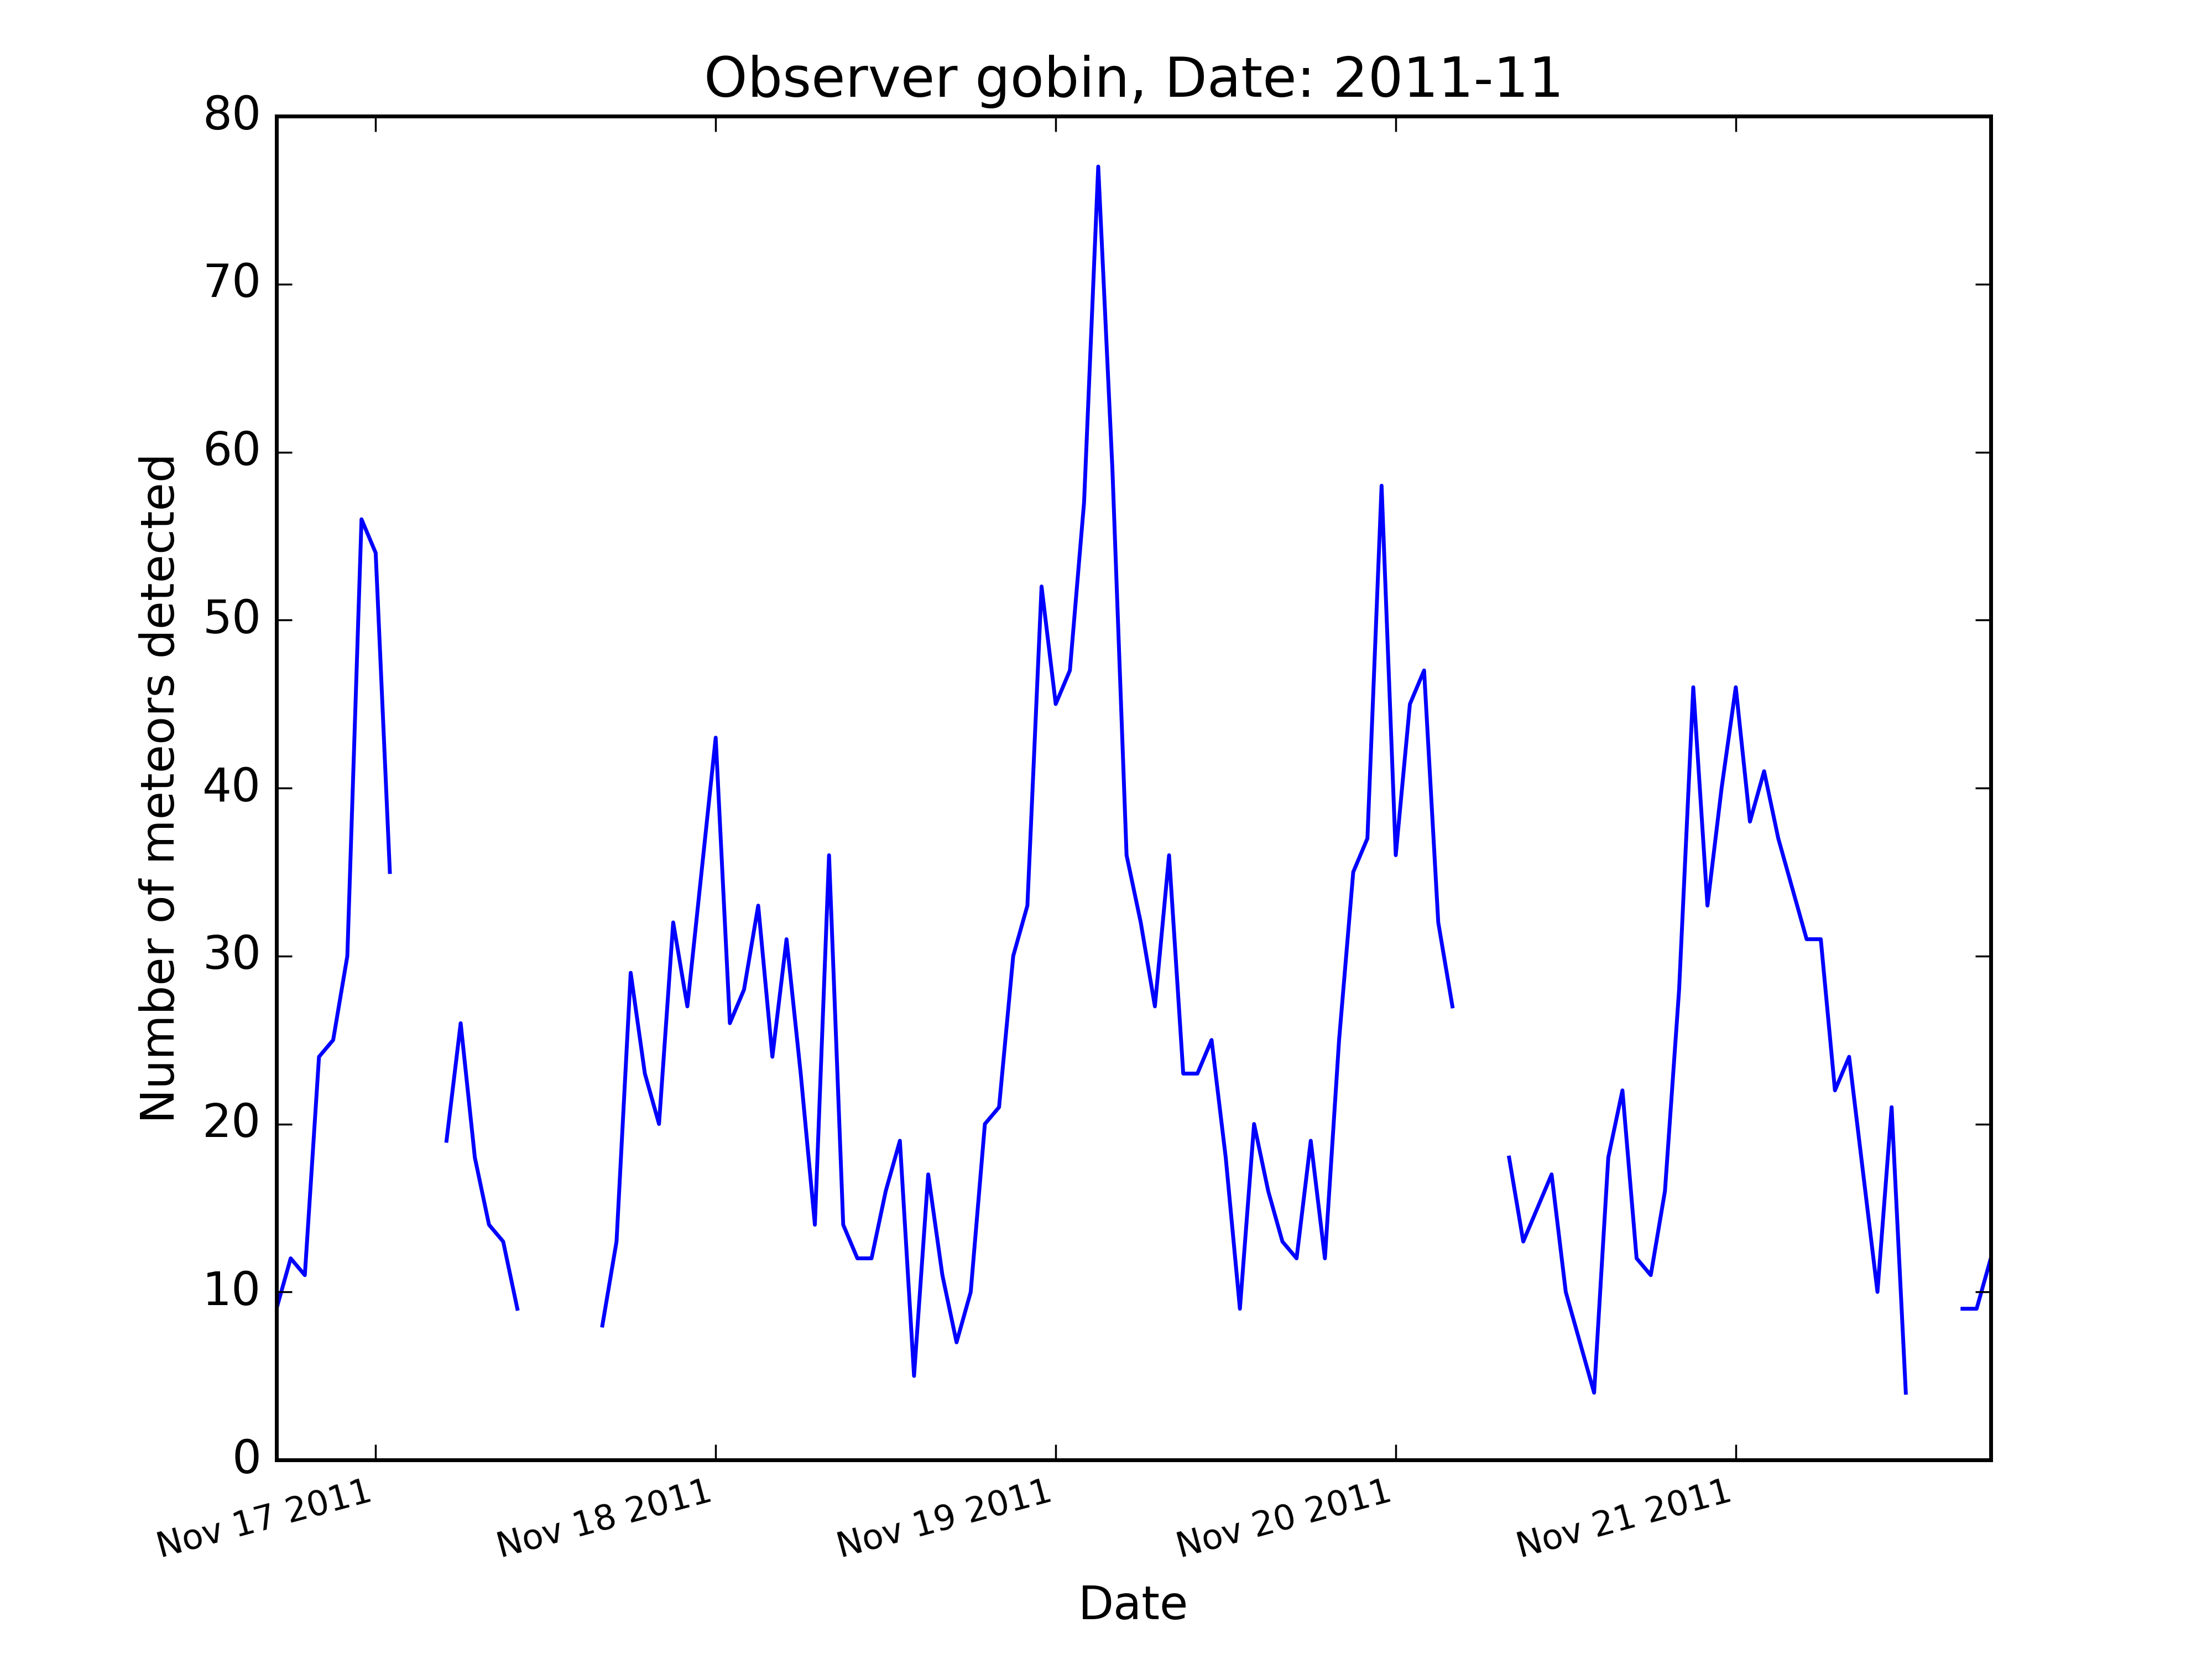 Observer gobin, Date: 2011-11
Number of meteors detected
80
70
60
50
40
30
20
10
0
Nov 17 2011
Nov 18 2011
Nov 19 2011
Nov 20 2011
Nov 21 2011
Date